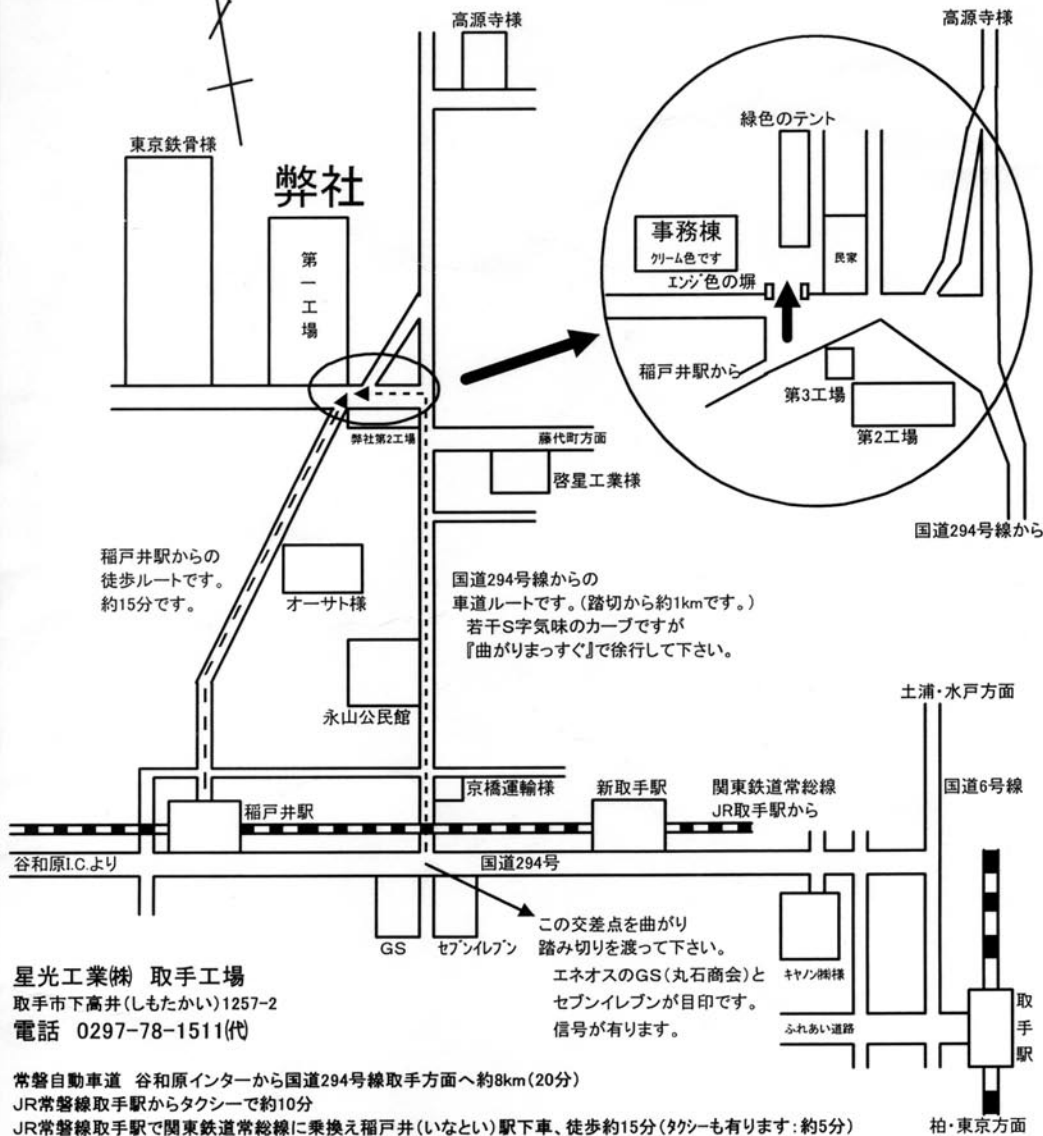 高源寺様
高源寺様
東京鉄骨様
弊社
第一工場
緑色のテント
事務棟
クリーム色です
民家
エンジ色の塀
稲戸井駅から
第3工場
第2工場
弊社第2工場
藤代町方面
啓星工業様
国道294号線から
稲戸井駅からの
徒歩ルートです。
約15分です。
オーサト様
国道294号線からの
車道ルートです。(踏切から約1kmです。)
若干S字気味のカーブですが
『曲がりまっすぐ』で徐行して下さい。
永山公民館
土浦・水戸方面
京橋運輸様
新取手駅
関東鉄道常総線
JR取手駅から
国道6号線
稲戸井駅
谷和原I.C.より
国道294号
GS
セブンイレブン
この交差点を曲がり
踏み切りを渡って下さい。
エネオスのGS(丸石商会)と
セブンイレブンが目印です。
信号が有ります。
キヤノン㈱様
ふれあい道路
取手駅
柏・東京方面
星光工業㈱ 取手工場
取手市下高井(しもたかい)1257-2
電話 0297-78-1511㈹
常磐自動車道 谷和原インターから国道294号線取手方面へ約8km(20分)
JR常磐線取手駅からタクシーで約10分
JR常磐線取手駅で関東鉄道常総線に乗換え稲戸井(いなとい)駅下車、徒歩約15分(タクシーも有ります:約5分)